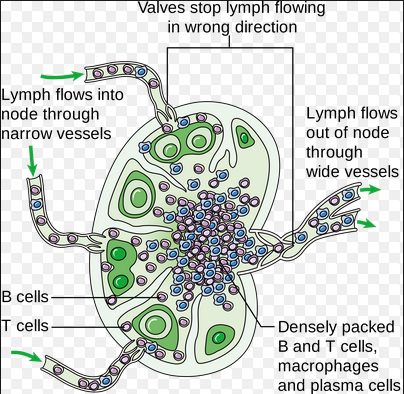 Valves stop lymph flowing
in wrong direction
Lymph flows into
node through
narrow vessels
Lymph flows
out of node
through
wide vessels
B cells
T cells
Densely packed
B and T cells,
macrophages
and plasma cells